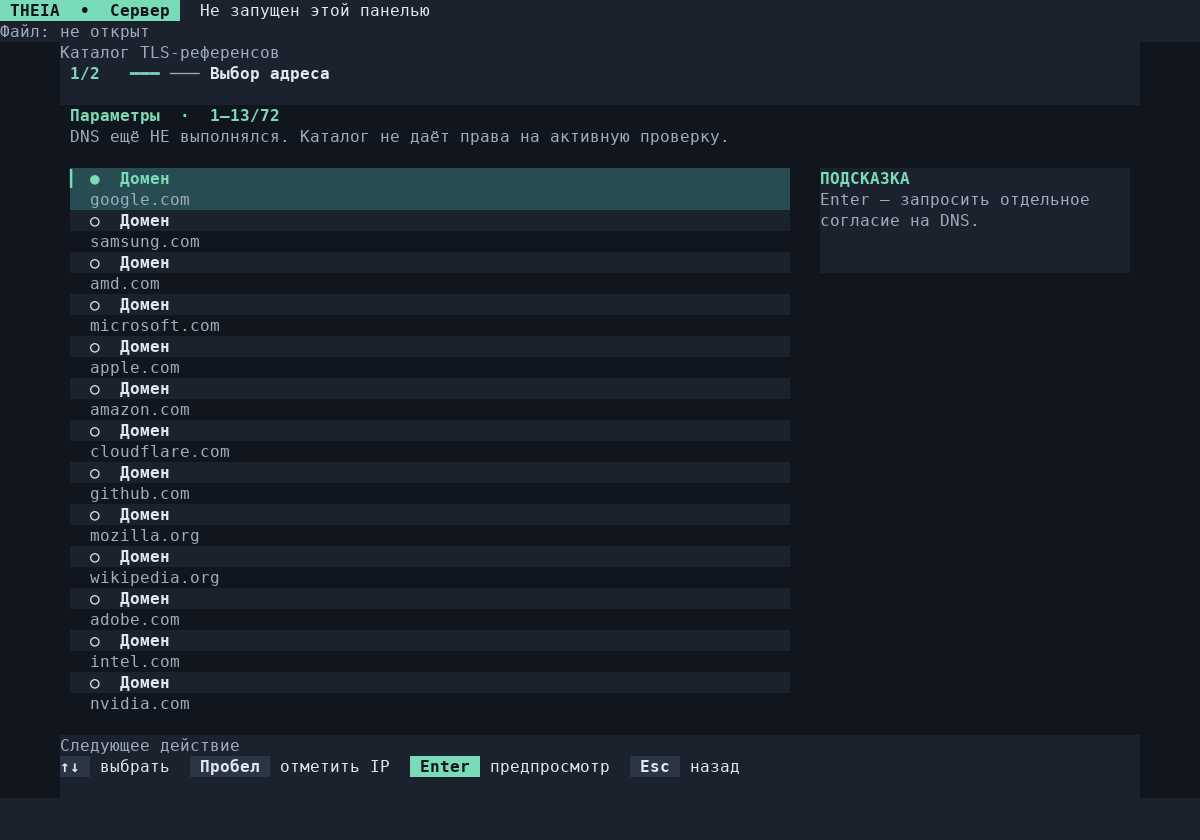 THEIA • Сервер Не запущен этой панелью
Файл: не открыт
Каталог TLS-референсов
1/2 ━━━ ─── Выбор адреса
Параметры · 1–13/72
DNS ещё НЕ выполнялся. Каталог не даёт права на активную проверку.
● Домен
google.com
○ Домен
samsung.com
○ Домен
amd.com
○ Домен
microsoft.com
○ Домен
apple.com
○ Домен
amazon.com
○ Домен
cloudflare.com
○ Домен
github.com
○ Домен
mozilla.org
○ Домен
wikipedia.org
○ Домен
adobe.com
○ Домен
intel.com
○ Домен
nvidia.com
ПОДСКАЗКА
Enter — запросить отдельное
согласие на DNS.
Следующее действие
↑↓ выбрать Пробел отметить IP Enter предпросмотр Esc назад